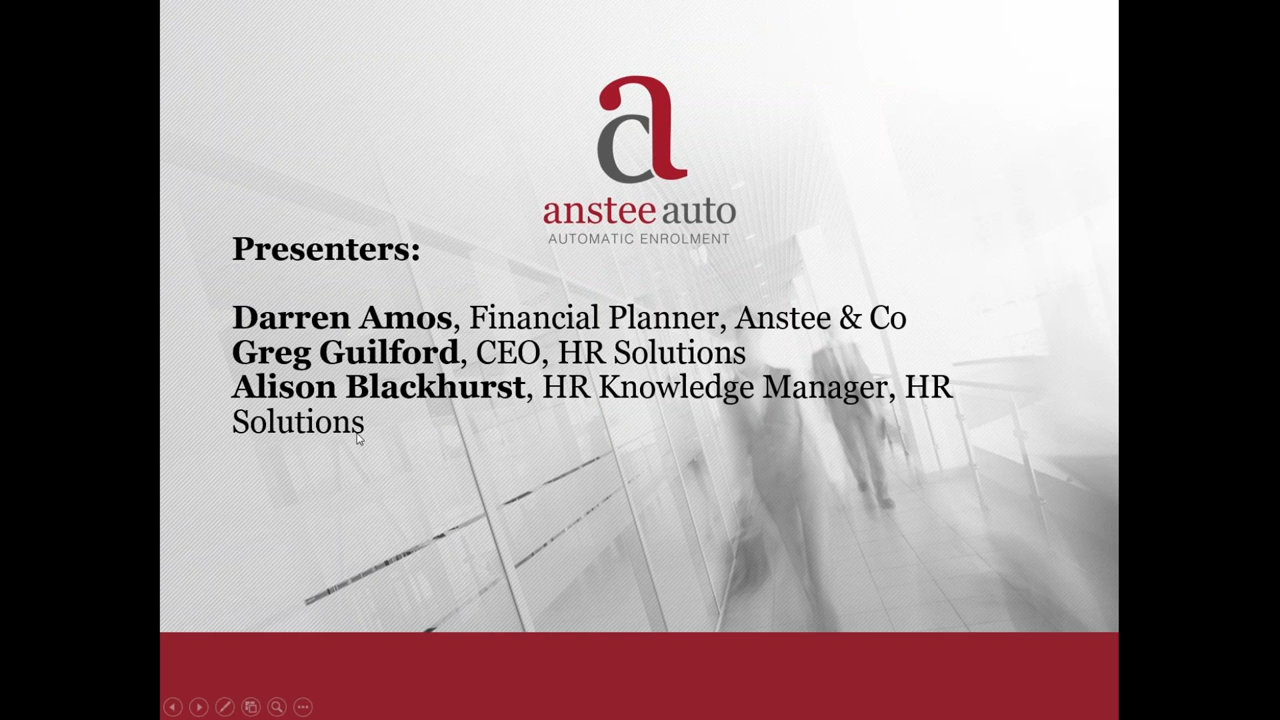 anstee auto
AUTOMATIC ENROLMENT
Presenters:
Darren Amos, Financial Planner, Anstee & Co
Greg Guilford, CEO, HR Solutions
Alison Blackhurst, HR Knowledge Manager, HR
Solutions